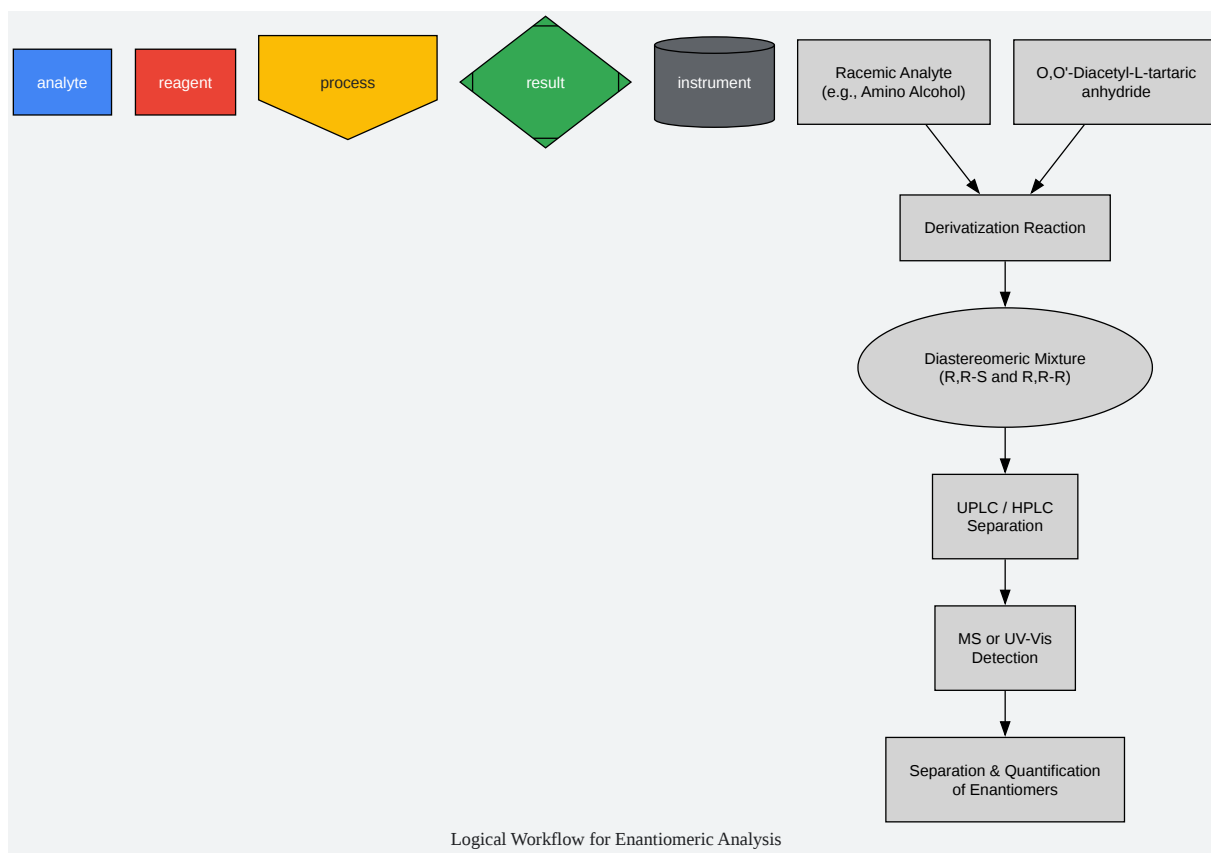 analyte
reagent
process
result
instrument
Racemic Analyte
(e.g., Amino Alcohol)
O,O'-Diacetyl-L-tartaric
anhydride
Derivatization Reaction
Diastereomeric Mixture
(R,R-S and R,R-R)
UPLC / HPLC
Separation
MS or UV-Vis
Detection
Separation & Quantification
of Enantiomers
Logical Workflow for Enantiomeric Analysis